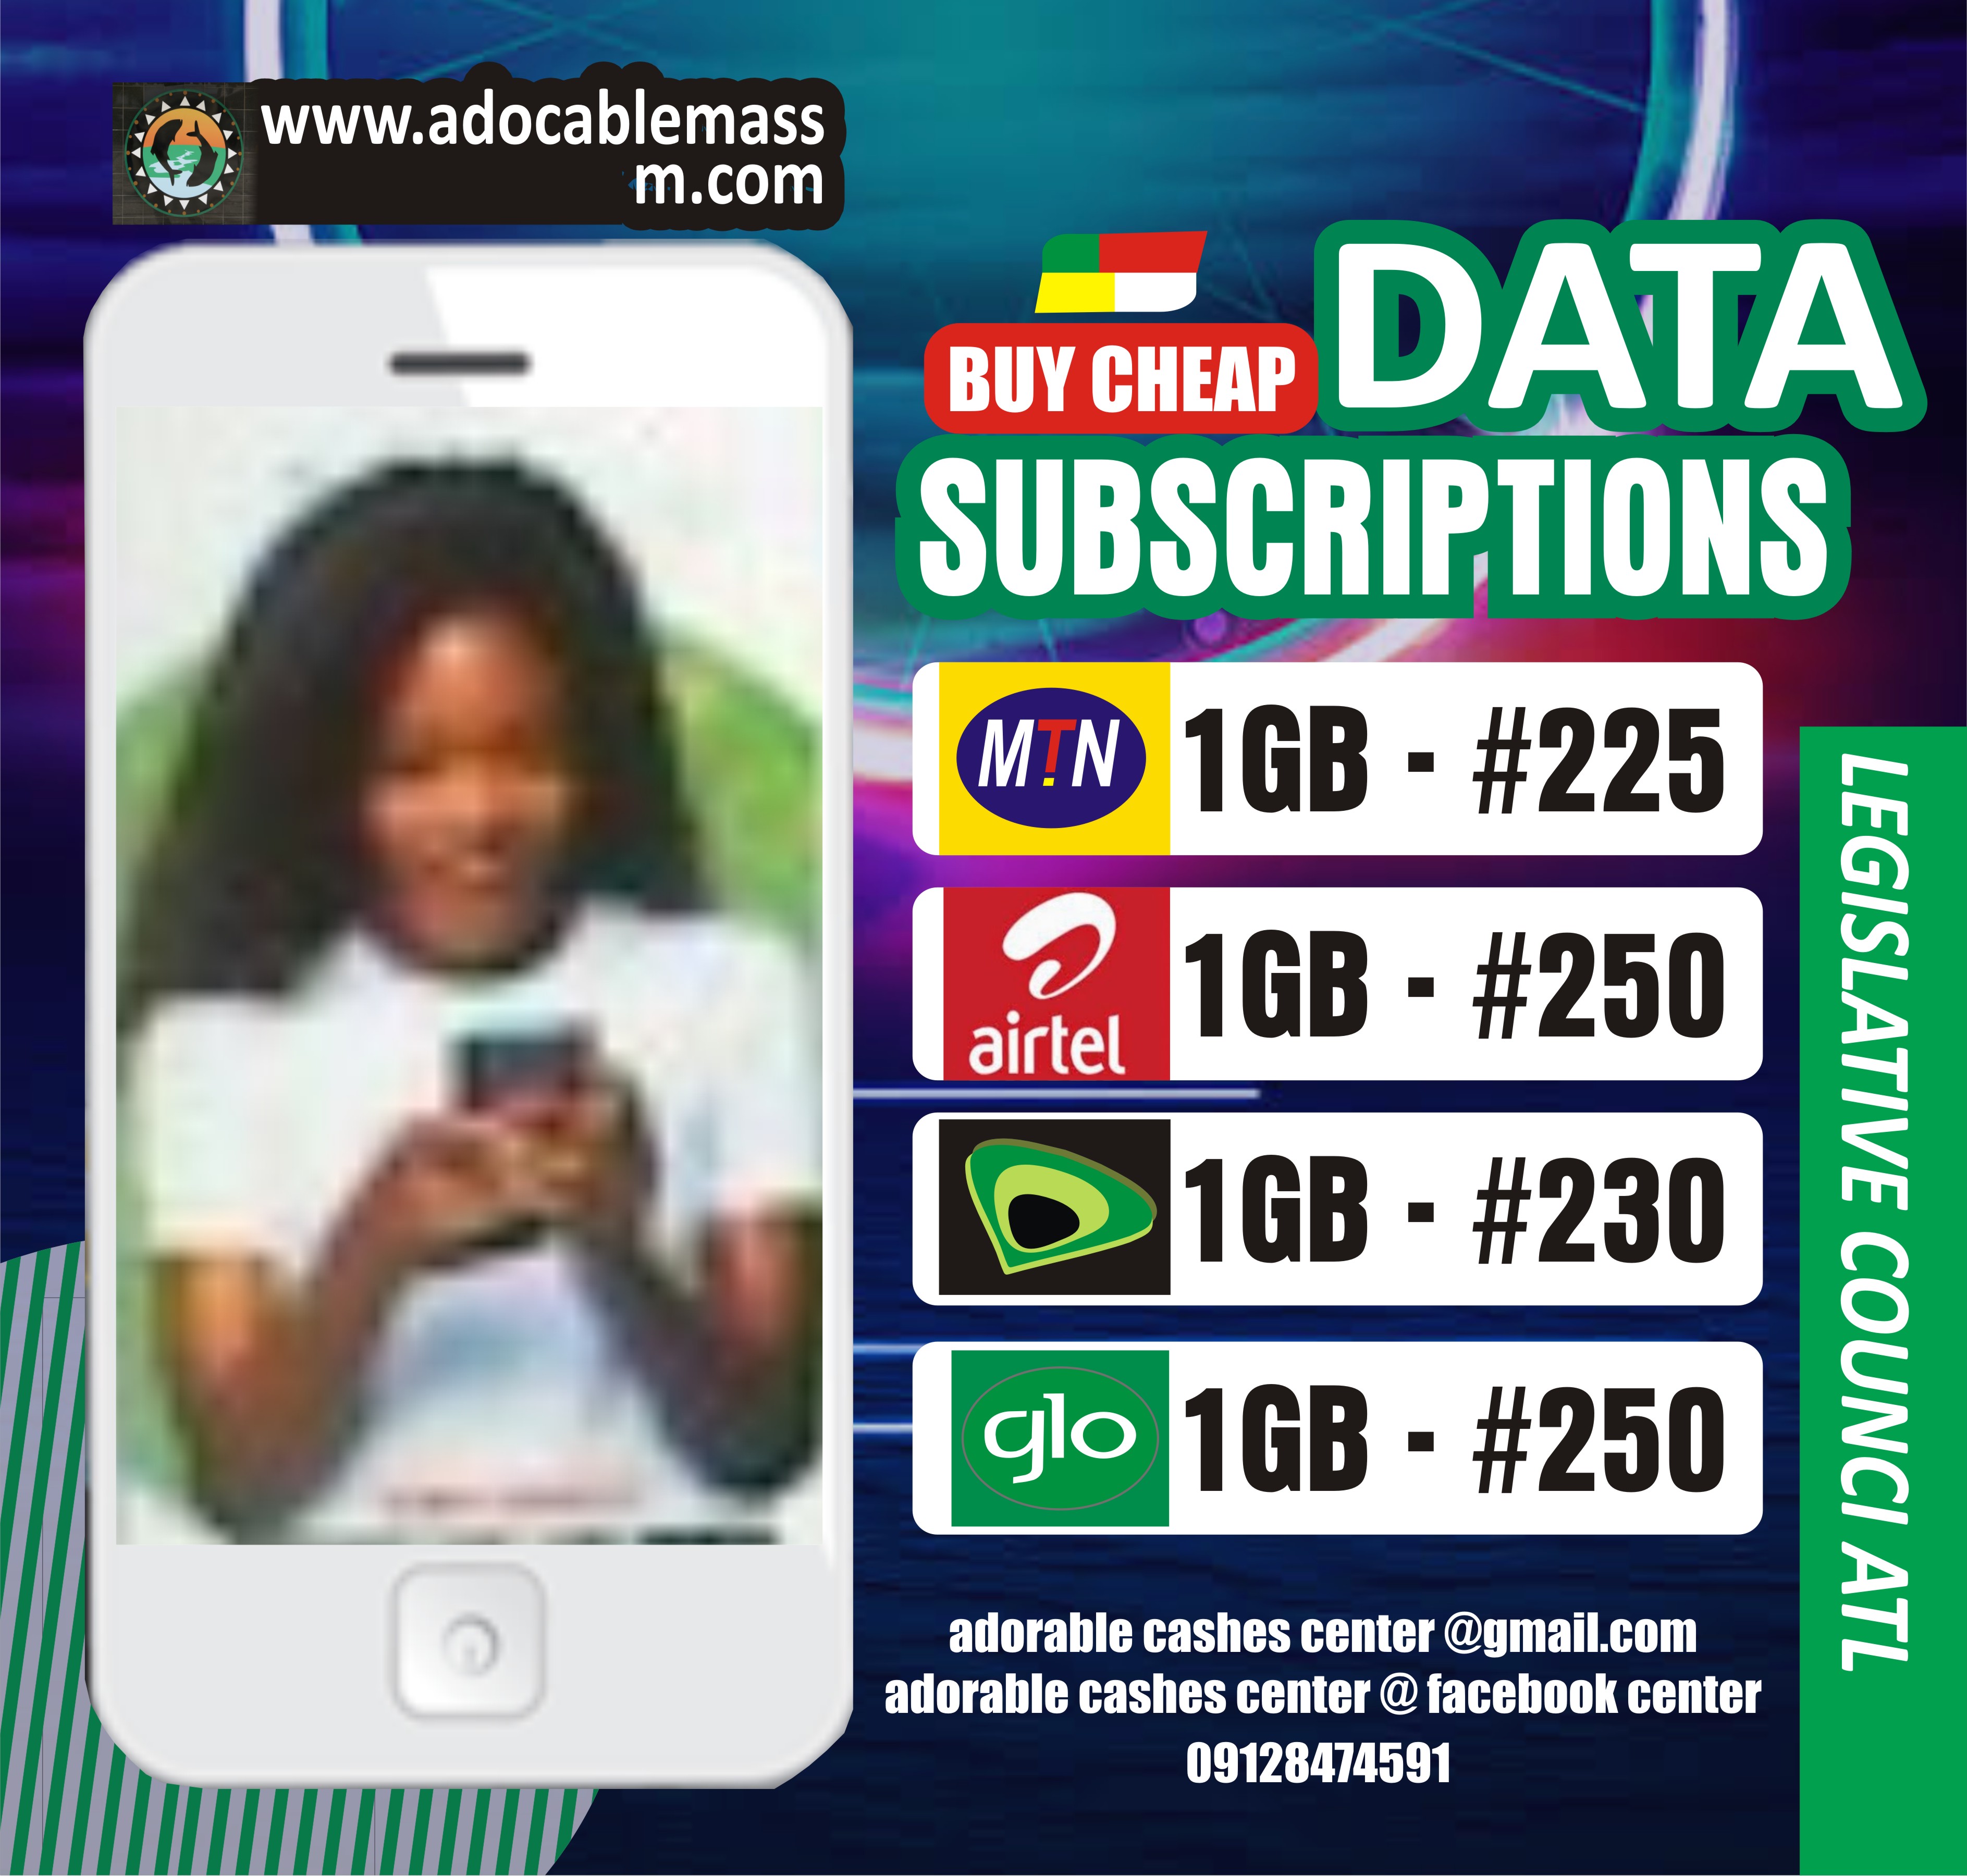 www.adocablemass
m.com
BUY CHEAP DATA
SUBSCRIPTIONS
MTN 1GB - #225
airtel 1GB - #250
1GB - #230
glo 1GB - #250
LEGISLATIVE COUNCI ATL
adorable cashes center @gmail.com
adorable cashes center @ facebook center
09128474591